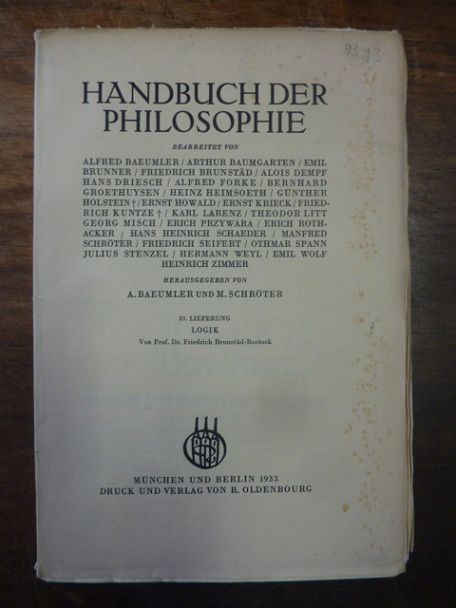 9393
HANDBUCH DER
PHILOSOPHIE
BEARBEITET VON
ALFRED BAEUMLER / ARTHUR BAUMGARTEN / EMIL
BRUNNER / FRIEDRICH BRUNSTÄD / ALOIS DEMPF
HANS DRIESCH / ALFRED FORKE / BERNHARD
GROETHUYSEN / HEINZ HEIMSOETH / GÜNTHER
HOLSTEIN † / ERNST HOWALD / ERNST KRIECK / FRIED-
RICH KUNTZE † / KARL LARENZ / THEODOR LITT
GEORG MISCH / ERICH PRZYWARA / ERICH ROTH-
ACKER / HANS HEINRICH SCHAEDER / MANFRED
SCHRÖTER / FRIEDRICH SEIFERT / OTHMAR SPANN
JULIUS STENZEL / HERMANN WEYL / EMIL WOLF
HEINRICH ZIMMER
HERAUSGEGEBEN VON
A. BAEUMLER UND M. SCHRÖTER
39. LIEFERUNG
LOGIK
Von Prof. Dr. Friedrich Brunstäd-Rostock
MÜNCHEN UND BERLIN 1933
DRUCK UND VERLAG VON R. OLDENBOURG